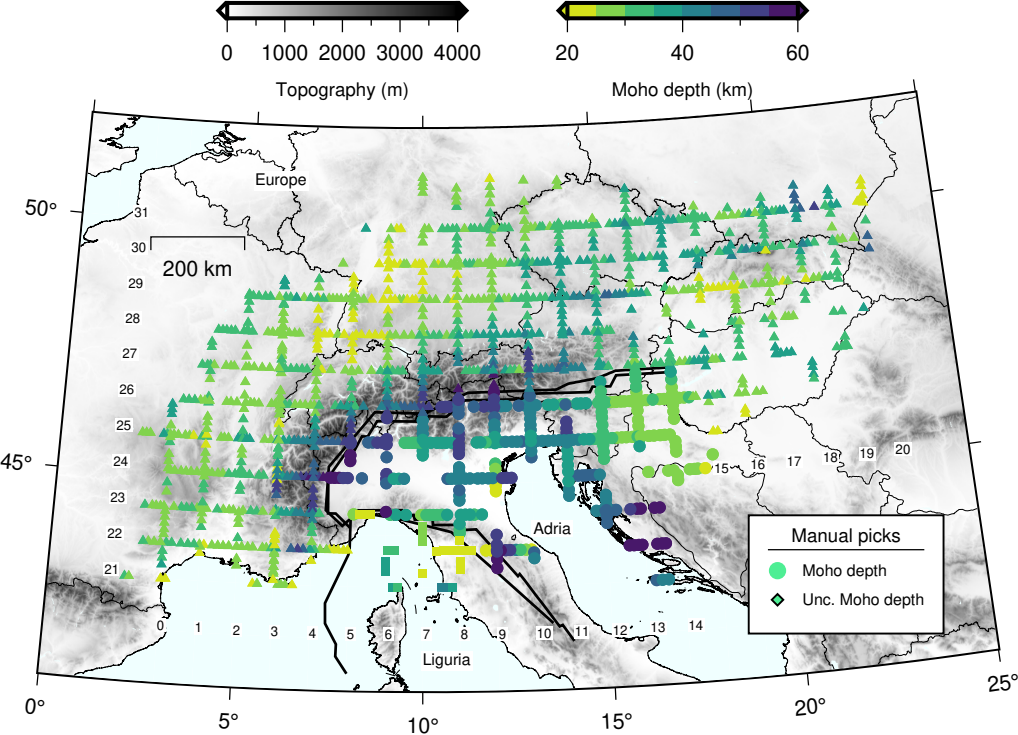 0 1000 2000 3000 4000
20 40 60
Topography (m)
Moho depth (km)
Europe
50°
31
30
200 km
29
28
27
26
25
24
45°
23
22
21
15 16 17 18 19 20
Adria
Manual picks
Moho depth
Unc. Moho depth
0 1 2 3 4 5 6 7 8 9 10 11 12 13 14
Liguria
0° 5° 10° 15° 20° 25°